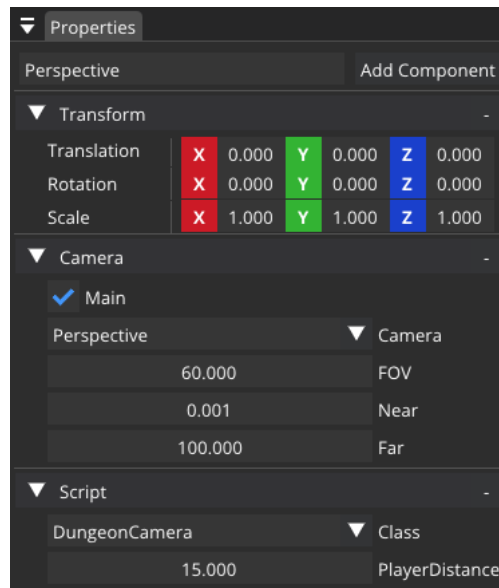 Properties
Perspective Add Component
Transform -
Translation X 0.000 Y 0.000 Z 0.000
Rotation X 0.000 Y 0.000 Z 0.000
Scale X 1.000 Y 1.000 Z 1.000
Camera -
Main
Perspective Camera
60.000 FOV
0.001 Near
100.000 Far
Script -
DungeonCamera Class
15.000 PlayerDistance